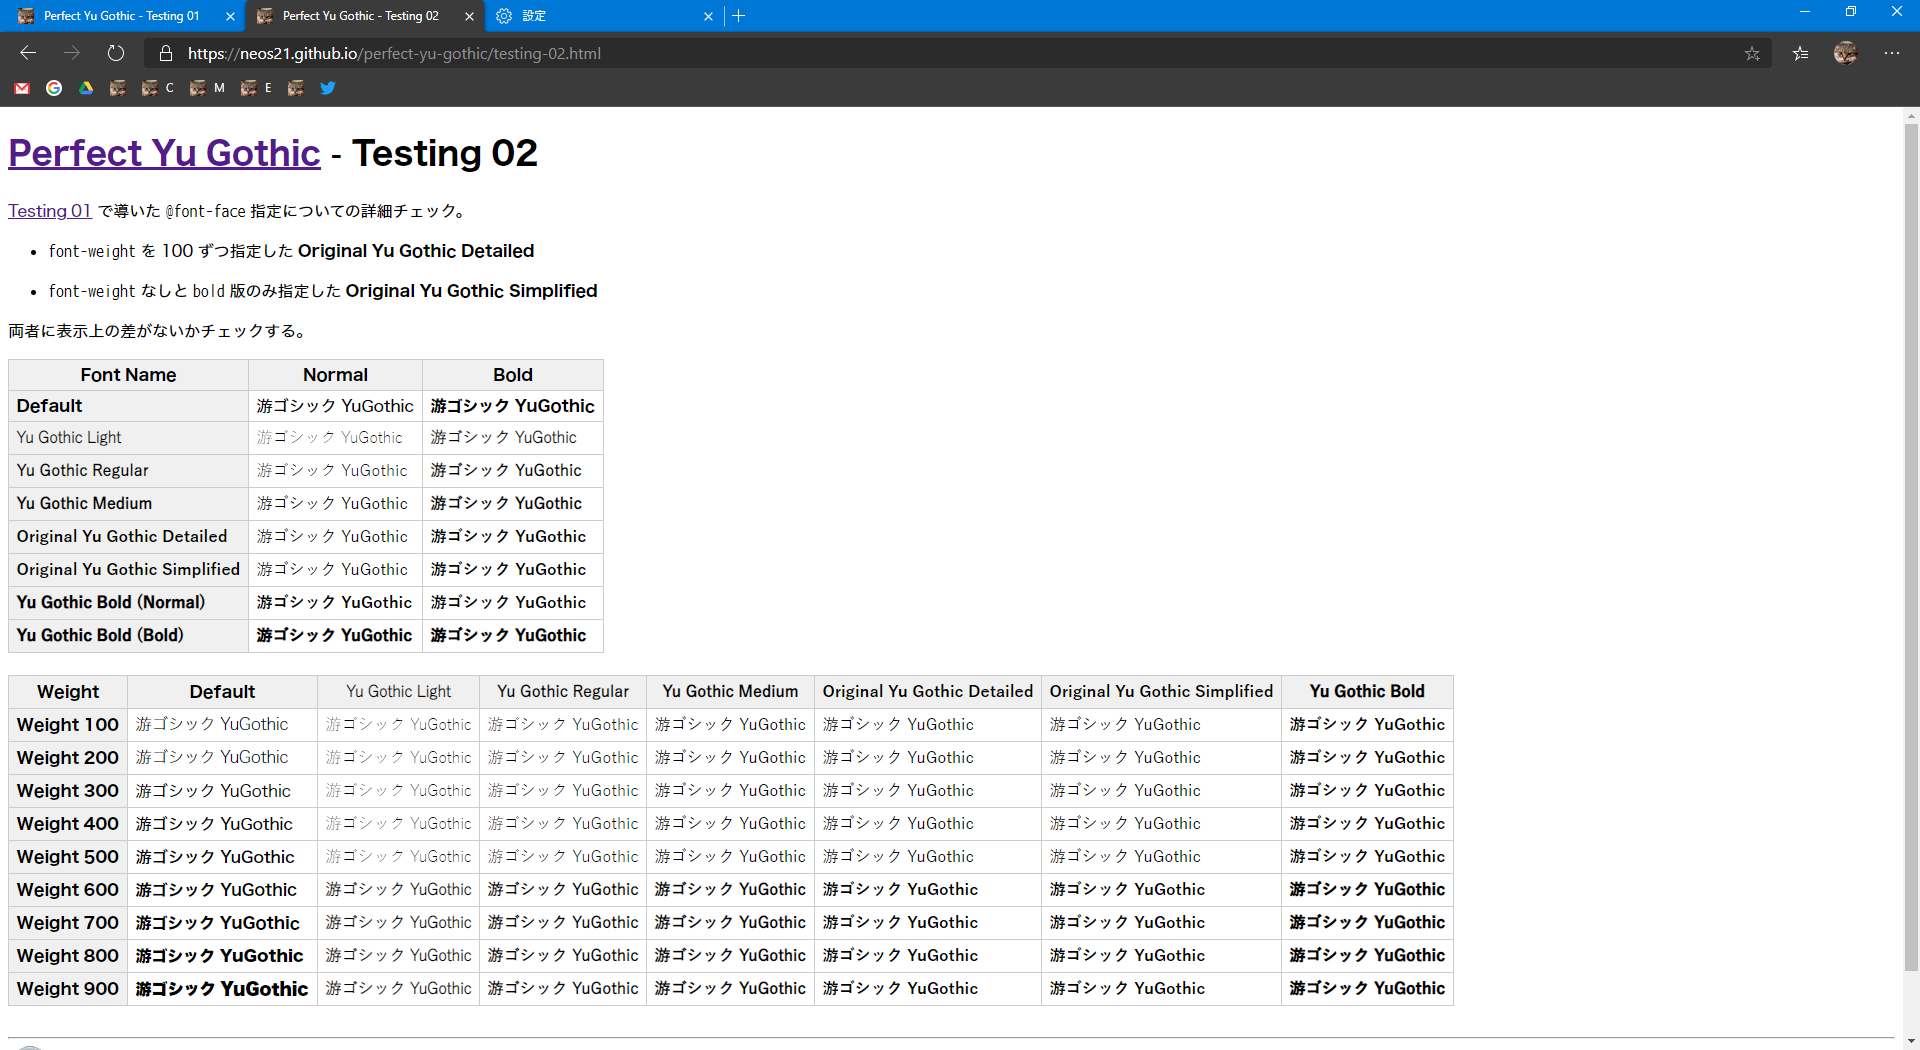 Perfect Yu Gothic - Testing 01
Perfect Yu Gothic - Testing 02
設定
https://neos21.github.io/perfect-yu-gothic/testing-02.html
C M E
Perfect Yu Gothic - Testing 02
Testing 01 で導いた @font-face 指定についての詳細チェック。
• font-weight を 100 ずつ指定した Original Yu Gothic Detailed
• font-weight なしと bold 版のみ指定した Original Yu Gothic Simplified
両者に表示上の差がないかチェックする。
Font Name Normal Bold
Default 游ゴシック YuGothic 游ゴシック YuGothic
Yu Gothic Light 游ゴシック YuGothic 游ゴシック YuGothic
Yu Gothic Regular 游ゴシック YuGothic 游ゴシック YuGothic
Yu Gothic Medium 游ゴシック YuGothic 游ゴシック YuGothic
Original Yu Gothic Detailed 游ゴシック YuGothic 游ゴシック YuGothic
Original Yu Gothic Simplified 游ゴシック YuGothic 游ゴシック YuGothic
Yu Gothic Bold (Normal) 游ゴシック YuGothic 游ゴシック YuGothic
Yu Gothic Bold (Bold) 游ゴシック YuGothic 游ゴシック YuGothic
Weight Default Yu Gothic Light Yu Gothic Regular Yu Gothic Medium Original Yu Gothic Detailed Original Yu Gothic Simplified Yu Gothic Bold
Weight 100 游ゴシック YuGothic 游ゴシック YuGothic 游ゴシック YuGothic 游ゴシック YuGothic 游ゴシック YuGothic 游ゴシック YuGothic 游ゴシック YuGothic
Weight 200 游ゴシック YuGothic 游ゴシック YuGothic 游ゴシック YuGothic 游ゴシック YuGothic 游ゴシック YuGothic 游ゴシック YuGothic 游ゴシック YuGothic
Weight 300 游ゴシック YuGothic 游ゴシック YuGothic 游ゴシック YuGothic 游ゴシック YuGothic 游ゴシック YuGothic 游ゴシック YuGothic 游ゴシック YuGothic
Weight 400 游ゴシック YuGothic 游ゴシック YuGothic 游ゴシック YuGothic 游ゴシック YuGothic 游ゴシック YuGothic 游ゴシック YuGothic 游ゴシック YuGothic
Weight 500 游ゴシック YuGothic 游ゴシック YuGothic 游ゴシック YuGothic 游ゴシック YuGothic 游ゴシック YuGothic 游ゴシック YuGothic 游ゴシック YuGothic
Weight 600 游ゴシック YuGothic 游ゴシック YuGothic 游ゴシック YuGothic 游ゴシック YuGothic 游ゴシック YuGothic 游ゴシック YuGothic 游ゴシック YuGothic
Weight 700 游ゴシック YuGothic 游ゴシック YuGothic 游ゴシック YuGothic 游ゴシック YuGothic 游ゴシック YuGothic 游ゴシック YuGothic 游ゴシック YuGothic
Weight 800 游ゴシック YuGothic 游ゴシック YuGothic 游ゴシック YuGothic 游ゴシック YuGothic 游ゴシック YuGothic 游ゴシック YuGothic 游ゴシック YuGothic
Weight 900 游ゴシック YuGothic 游ゴシック YuGothic 游ゴシック YuGothic 游ゴシック YuGothic 游ゴシック YuGothic 游ゴシック YuGothic 游ゴシック YuGothic